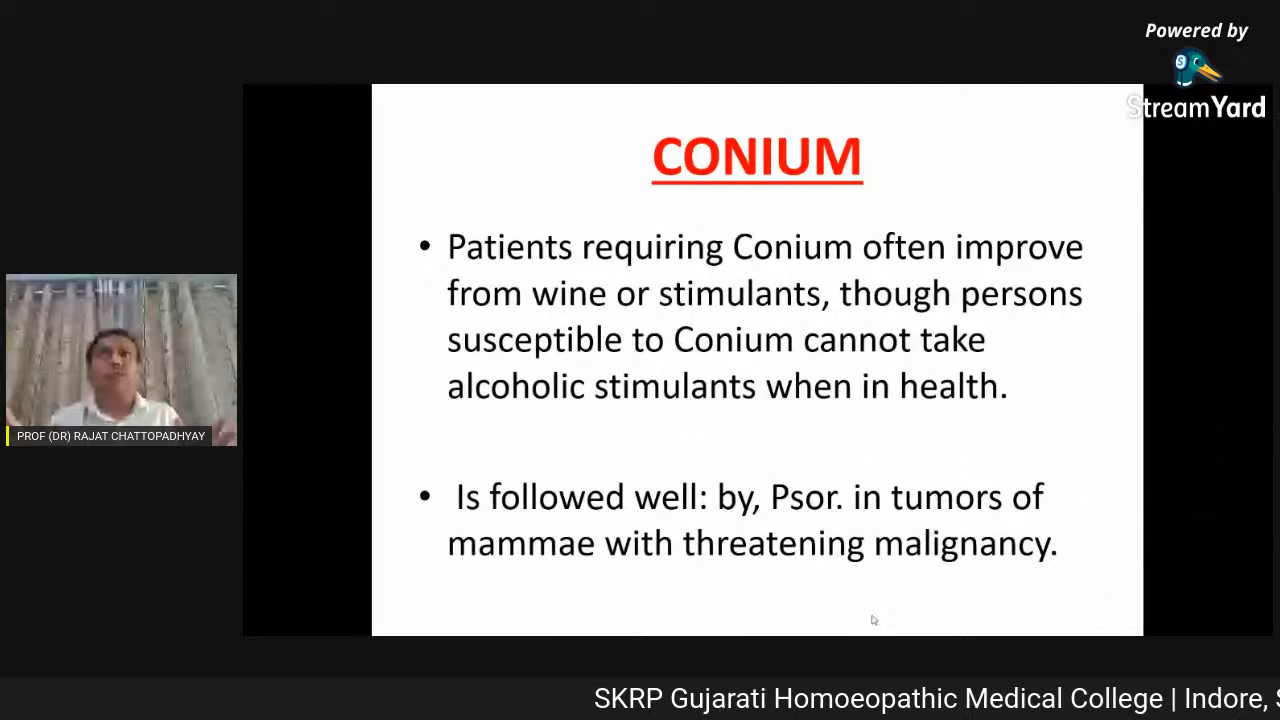 Powered by
StreamYard
CONIUM
• Patients requiring Conium often improve
from wine or stimulants, though persons
susceptible to Conium cannot take
alcoholic stimulants when in health.
• Is followed well: by, Psor. in tumors of
mammae with threatening malignancy.
PROF (DR) RAJAT CHATTOPADHYAY
SKRP Gujarati Homoeopathic Medical College | Indore, S